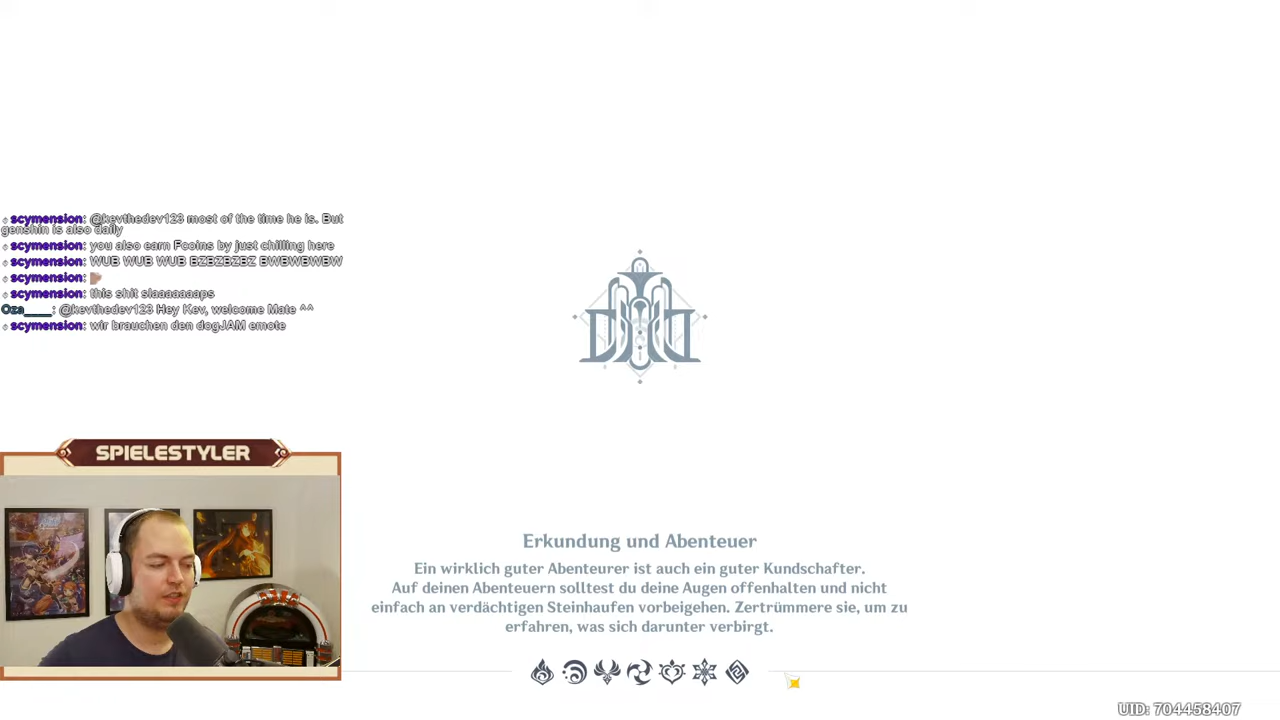 scymension: @kevthedev123 most of the time he is. But
genshin is also daily
scymension: you also earn Fcoins by just chilling here
scymension: WUB WUB WUB BZBZBZBZ BWBWBWBW
scymension:
scymension: this shit slaaaaaaaps
Oza____: @kevthedev123 Hey Kev, welcome Mate ^^
scymension: wir brauchen den dogJAM emote
SPIELESTYLER
Erkundung und Abenteuer
Ein wirklich guter Abenteurer ist auch ein guter Kundschafter.
Auf deinen Abenteuern solltest du deine Augen offenhalten und nicht
einfach an verdächtigen Steinhaufen vorbeigehen. Zertrümmere sie, um zu
erfahren, was sich darunter verbirgt.
UID: 704458407